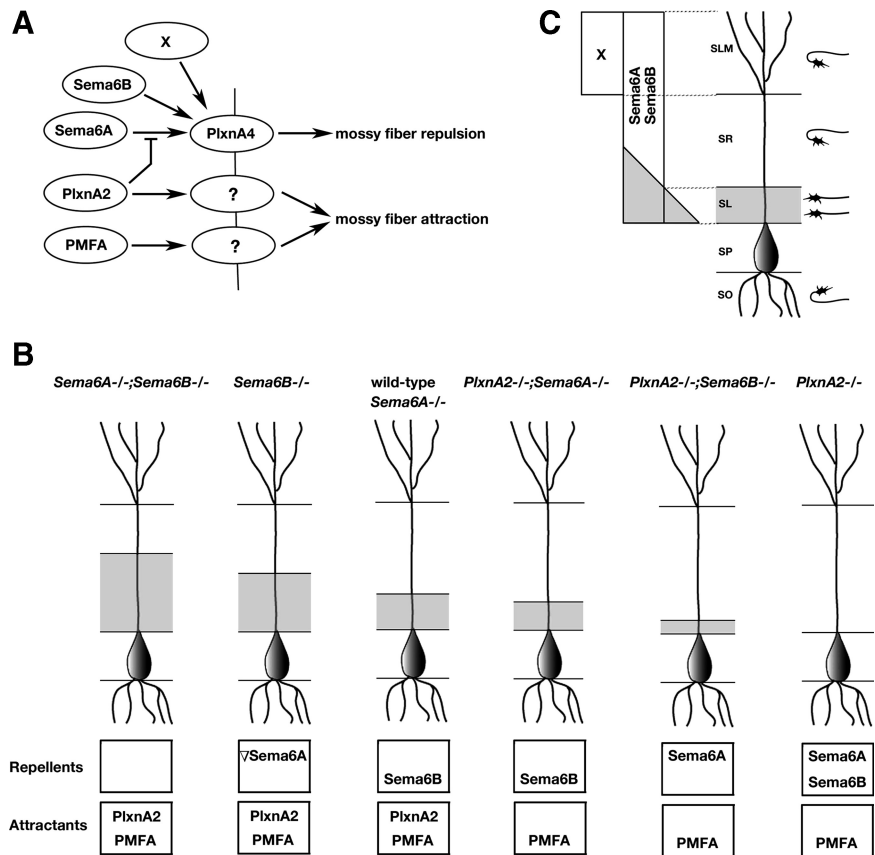 A
X
Sema6B
Sema6A
PlxnA4
mossy fiber repulsion
PlxnA2
?
mossy fiber attraction
PMFA
?
C
X
Sema6A
Sema6B
SLM
SR
SL
SP
SO
B
Sema6A-/-;Sema6B-/-
Sema6B-/-
wild-type
Sema6A-/-
PlxnA2-/-;Sema6A-/-
PlxnA2-/-;Sema6B-/-
PlxnA2-/-
Repellents
▽Sema6A
Sema6B
Sema6B
Sema6A
Sema6A
Sema6B
Attractants
PlxnA2
PMFA
PlxnA2
PMFA
PlxnA2
PMFA
PMFA
PMFA
PMFA